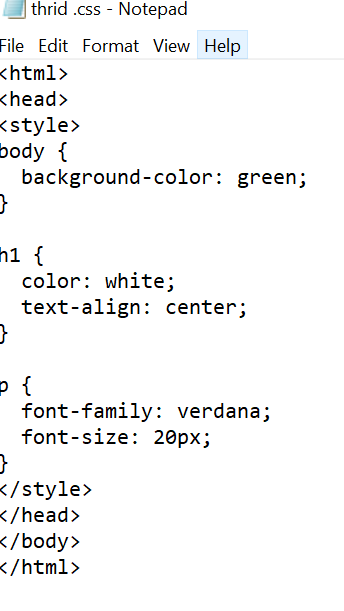 thrid .css - Notepad
File Edit Format View Help
<html>
<head>
<style>
body {
  background-color: green;
}

h1 {
  color: white;
  text-align: center;
}

p {
  font-family: verdana;
  font-size: 20px;
}
</style>
</head>
</body>
</html>